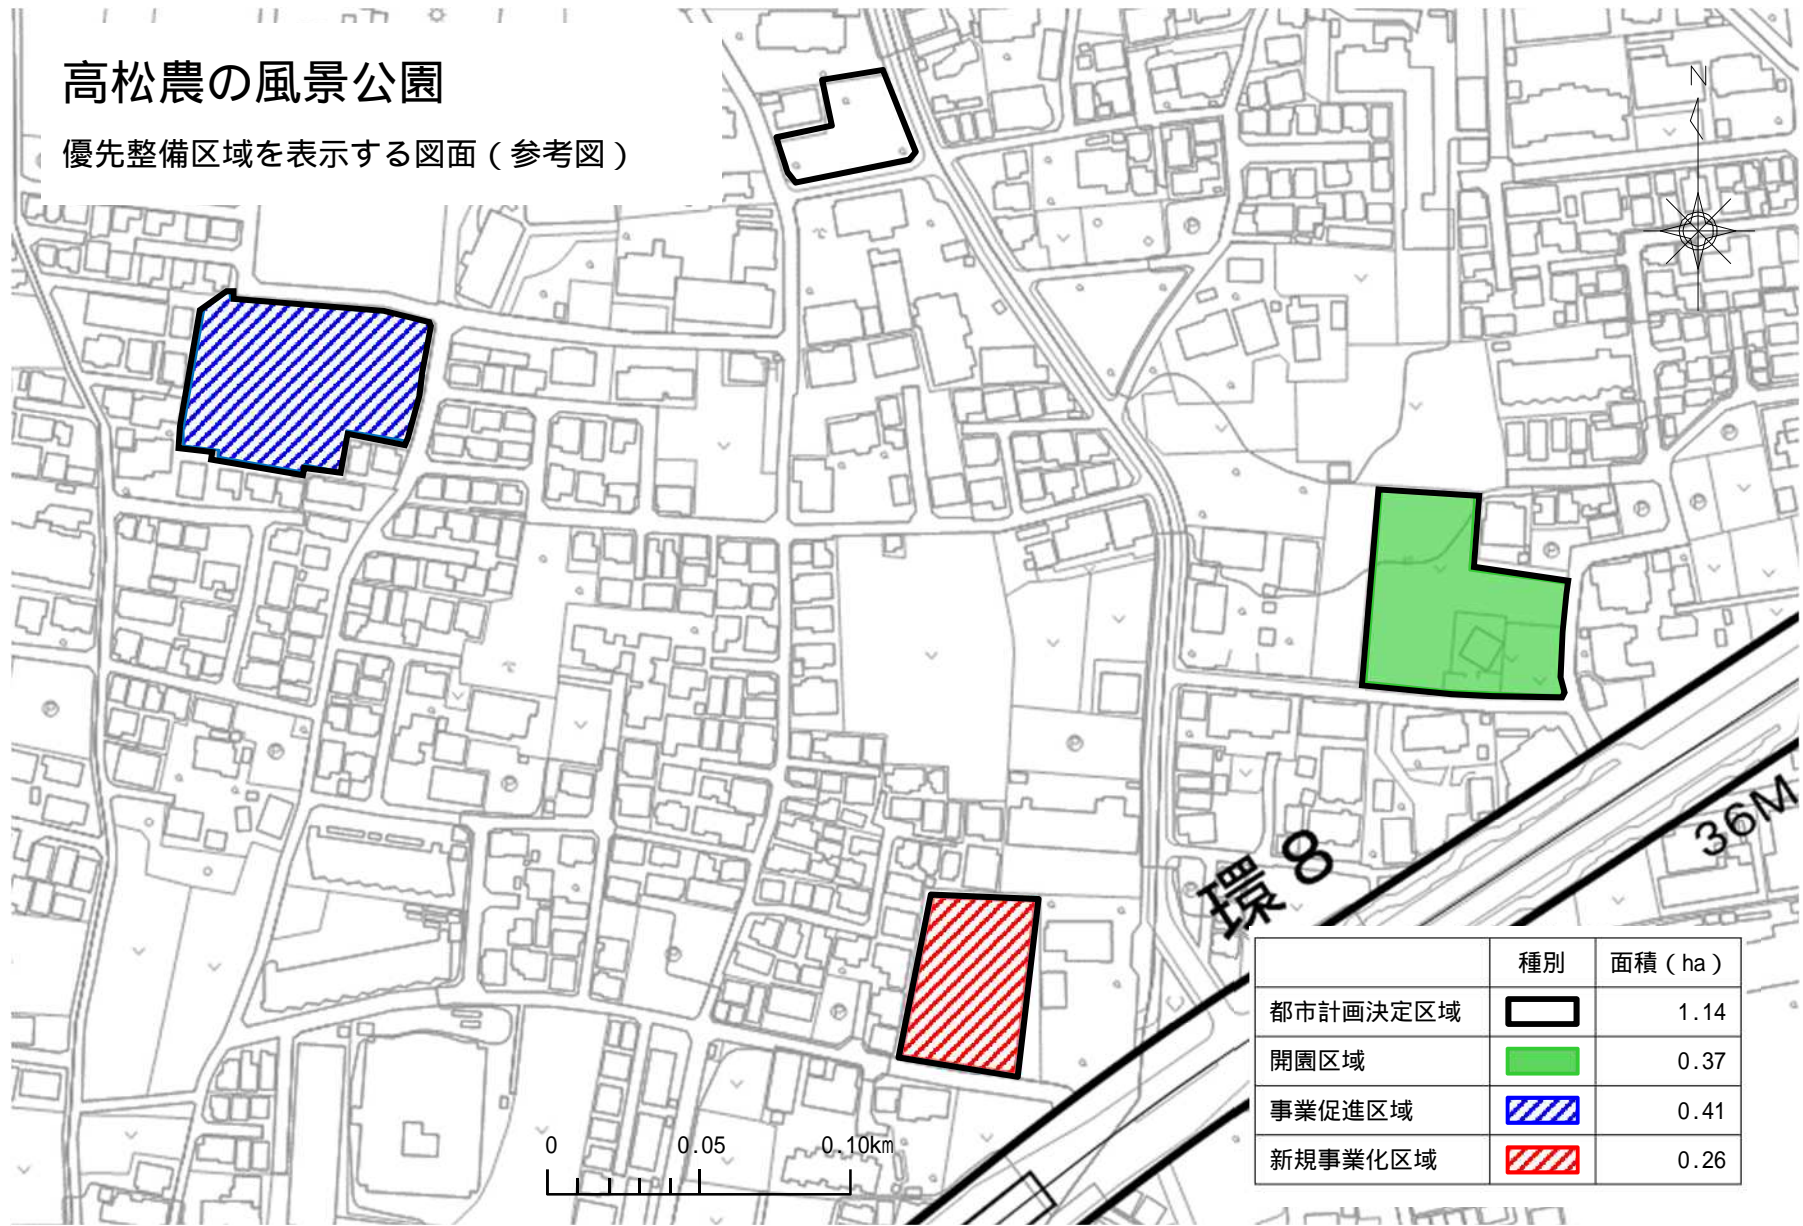 高松農の風景公園
優先整備区域を表示する図面（参考図）
N
環8
36M
0 0.05 0.10km
種別 面積（ha）
都市計画決定区域 1.14
開園区域 0.37
事業促進区域 0.41
新規事業化区域 0.26